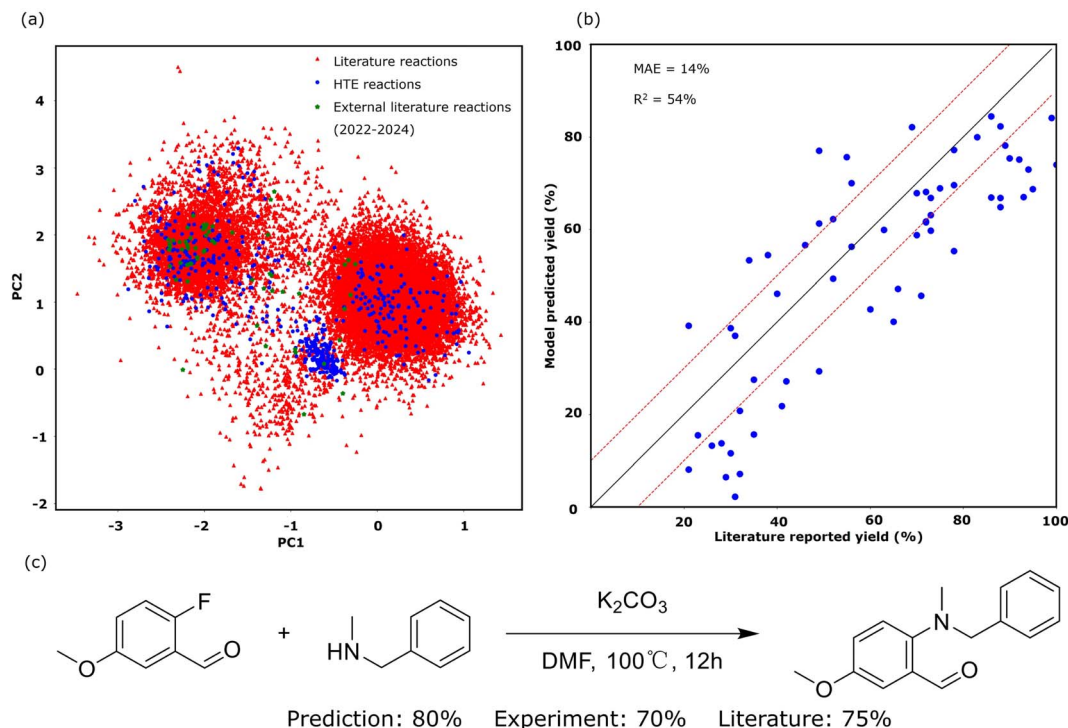 (a)
Literature reactions
HTE reactions
External literature reactions
(2022-2024)
4
3
2
1
0
-1
-2
PC2
-3
-2
-1
0
1
PC1
(b)
MAE = 14%
R² = 54%
100
80
60
40
20
0
Model predicted yield (%)
20
40
60
80
100
Literature reported yield (%)
(c)
F
O
O
+
HN
K₂CO₃
DMF, 100℃, 12h
N
O
O
Prediction: 80% Experiment: 70% Literature: 75%